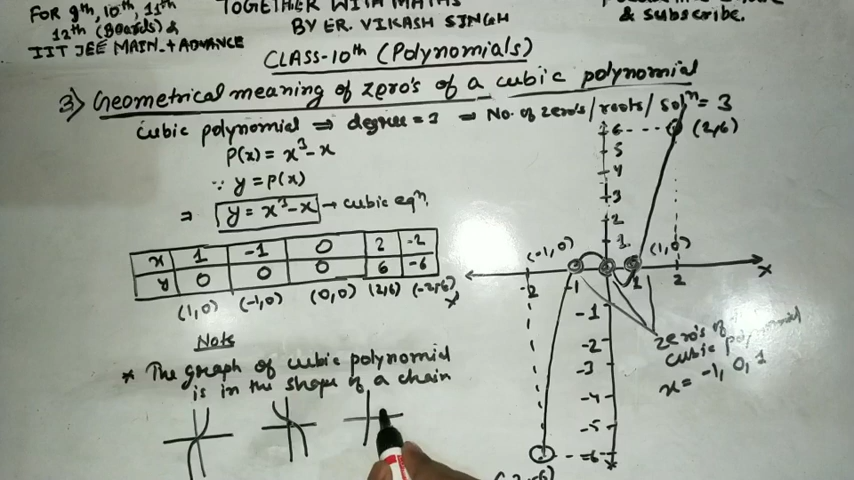 FOR 9th, 10th, 11th
12th (Boards) &
IIT JEE MAIN + ADVANCE
TOGETHER WITH MATHS
BY ER. VIKASH SINGH
& SUBSCRIBE.
CLASS-10th (Polynomials)
3) Geometrical meaning of zero's of a cubic polynomial
Cubic polynomial ⇒ degree = 3 ⇒ No. of zero's/roots/solⁿ = 3
P(x) = x³-x
∵ y = P(x)
⇒ y = x³-x → cubic eqⁿ.
x 1 -1 0 2 -2
y 0 0 0 6 -6
(1,0) (-1,0) (0,0) (2,6) (-2,-6)
Note
* The graph of cubic polynomial
is in the shape of a chain
6 (2,6)
5
4
3
2
1
(-1,0) (1,0)
-2 -1 1 2 x
-1
-2
-3
-4
-5
-6
zero's of
cubic polynomial
x = -1, 0, 1